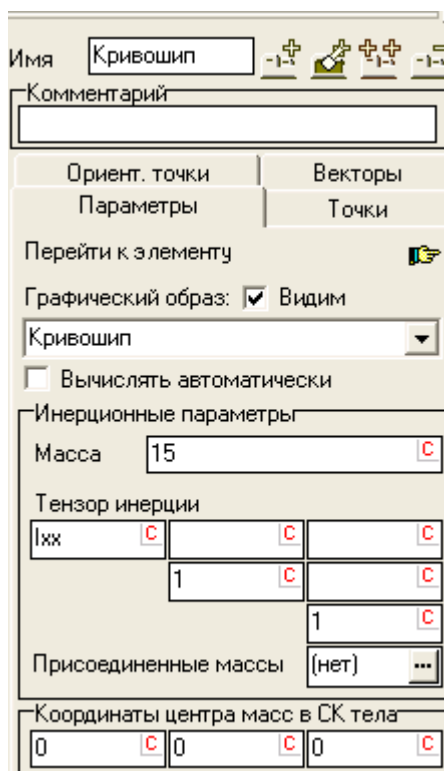 Имя Кривошип
Комментарий
Ориент. точки Векторы
Параметры Точки
Перейти к элементу
Графический образ: Видим
Кривошип
Вычислять автоматически
Инерционные параметры
Масса 15 C
Тензор инерции
Ixx C C C
1 C C
1 C
Присоединенные массы (нет) ...
Координаты центра масс в СК тела
0 C 0 C 0 C